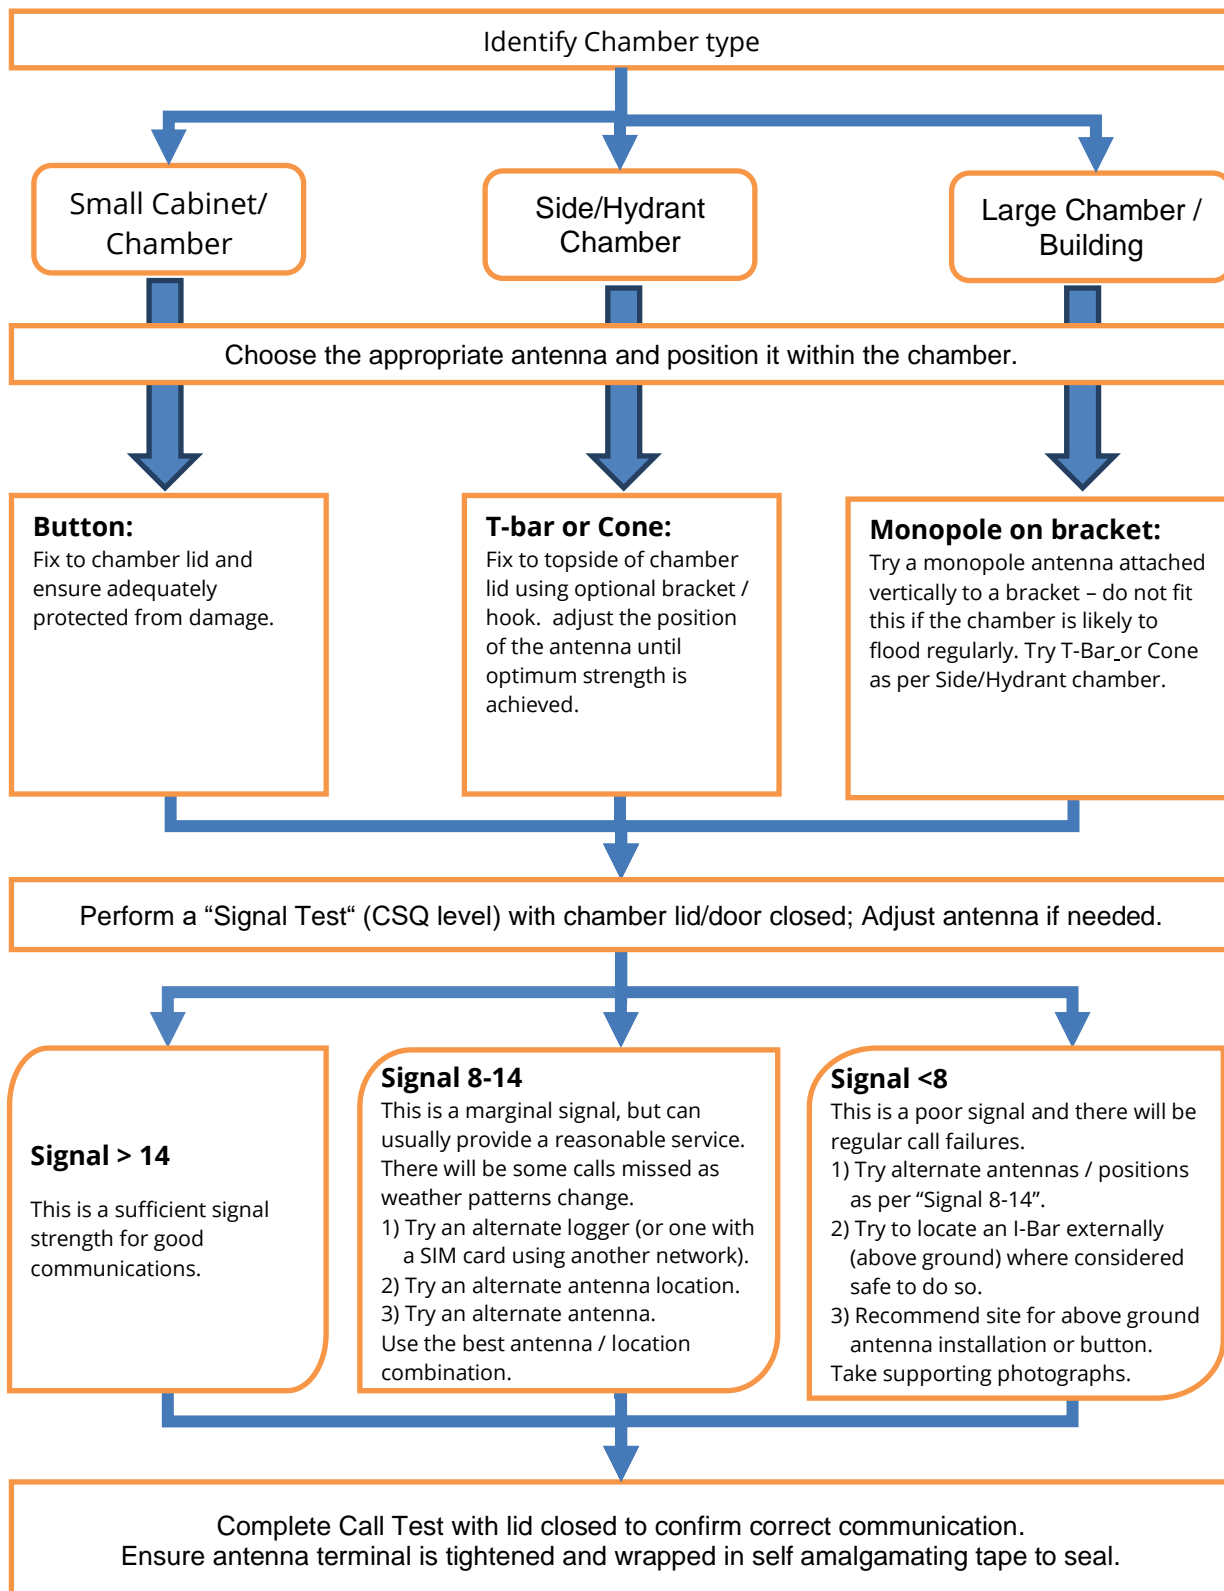 Identify Chamber type
Small Cabinet/
Chamber
Side/Hydrant
Chamber
Large Chamber /
Building
Choose the appropriate antenna and position it within the chamber.
Button:
Fix to chamber lid and
ensure adequately
protected from damage.
T-bar or Cone:
Fix to topside of chamber
lid using optional bracket /
hook.  adjust the position
of the antenna until
optimum strength is
achieved.
Monopole on bracket:
Try a monopole antenna attached
vertically to a bracket – do not fit
this if the chamber is likely to
flood regularly. Try T-Bar or Cone
as per Side/Hydrant chamber.
Perform a “Signal Test“ (CSQ level) with chamber lid/door closed; Adjust antenna if needed.
Signal > 14
This is a sufficient signal
strength for good
communications.
Signal 8-14
This is a marginal signal, but can
usually provide a reasonable service.
There will be some calls missed as
weather patterns change.
1) Try an alternate logger (or one with
a SIM card using another network).
2) Try an alternate antenna location.
3) Try an alternate antenna.
Use the best antenna / location
combination.
Signal <8
This is a poor signal and there will be
regular call failures.
1) Try alternate antennas / positions
as per “Signal 8-14”.
2) Try to locate an I-Bar externally
(above ground) where considered
safe to do so.
3) Recommend site for above ground
antenna installation or button.
Take supporting photographs.
Complete Call Test with lid closed to confirm correct communication.
Ensure antenna terminal is tightened and wrapped in self amalgamating tape to seal.